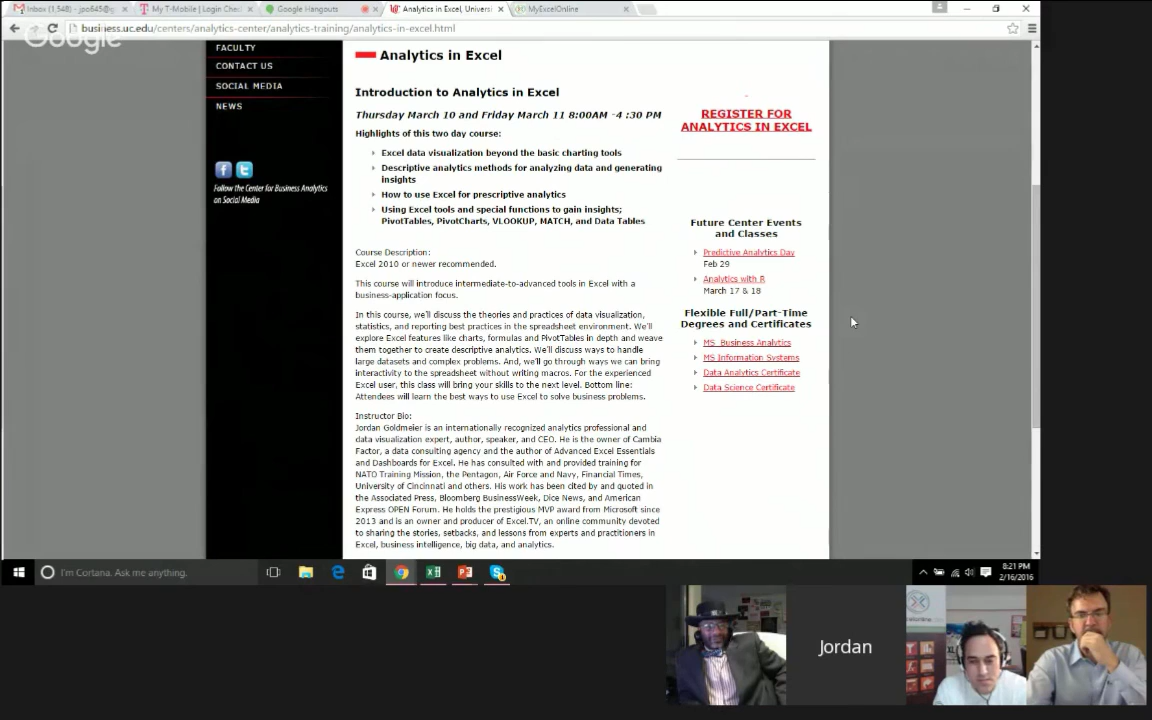 Inbox (1,548) - jpo645@g
My T-Mobile | Login
Google Hangouts
Analytics in Excel, Univers
MyExcelOnline
business.uc.edu/centers/analytics-center/analytics-training/analytics-in-excel.html
Google
FACULTY
CONTACT US
SOCIAL MEDIA
NEWS
Follow the Center for Business Analytics
on Social Media
Analytics in Excel
Introduction to Analytics in Excel
Thursday March 10 and Friday March 11 8:00AM -4 :30 PM
Highlights of this two day course:
Excel data visualization beyond the basic charting tools
Descriptive analytics methods for analyzing data and generating
insights
How to use Excel for prescriptive analytics
Using Excel tools and special functions to gain insights;
PivotTables, PivotCharts, VLOOKUP, MATCH, and Data Tables
Course Description:
Excel 2010 or newer recommended.
This course will introduce intermediate-to-advanced tools in Excel with a
business-application focus.
In this course, we'll discuss the theories and practices of data visualization,
statistics, and reporting best practices in the spreadsheet environment. We'll
explore Excel features like charts, formulas and PivotTables in depth and weave
them together to create descriptive analytics. We'll discuss ways to handle
large datasets and complex problems. And, we'll go through ways we can bring
interactivity to the spreadsheet without writing macros. For the experienced
Excel user, this class will bring your skills to the next level. Bottom line:
Attendees will learn the best ways to use Excel to solve business problems.
Instructor Bio:
Jordan Goldmeier is an internationally recognized analytics professional and
data visualization expert, author, speaker, and CEO. He is the owner of Cambia
Factor, a data consulting agency and the author of Advanced Excel Essentials
and Dashboards for Excel. He has consulted with and provided training for
NATO Training Mission, the Pentagon, Air Force and Navy, Financial Times,
University of Cincinnati and others. His work has been cited by and quoted in
the Associated Press, Bloomberg BusinessWeek, Dice News, and American
Express OPEN Forum. He holds the prestigious MVP award from Microsoft since
2013 and is an owner and producer of Excel.TV, an online community devoted
to sharing the stories, setbacks, and lessons from experts and practitioners in
Excel, business intelligence, big data, and analytics.
REGISTER FOR
ANALYTICS IN EXCEL
Future Center Events
and Classes
Predictive Analytics Day
Feb 29
Analytics with R
March 17 & 18
Flexible Full/Part-Time
Degrees and Certificates
MS Business Analytics
MS Information Systems
Data Analytics Certificate
Data Science Certificate
I'm Cortana. Ask me anything.
8:21 PM
2/16/2016
Jordan